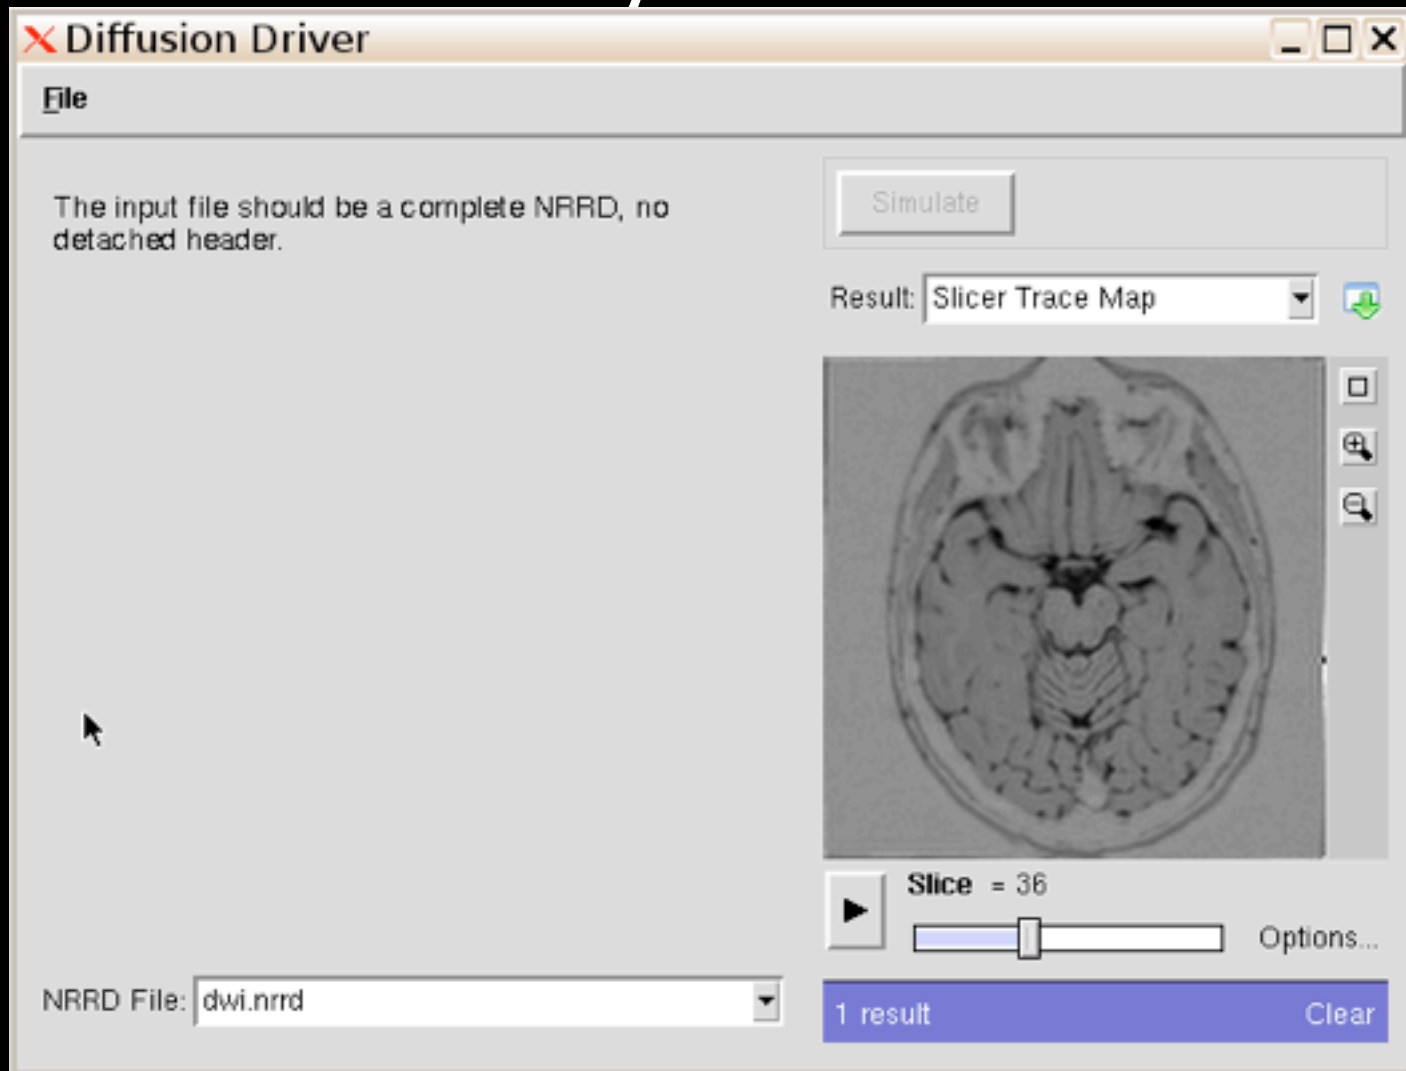 Diffusion Driver
File
The input file should be a complete NRRD, no
detached header.
Simulate
Result: Slicer Trace Map
Slice = 36
Options...
NRRD File: dwi.nrrd
1 result Clear